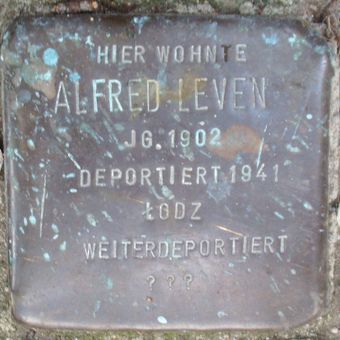 HIER WOHNTE
ALFRED LEVEN
JG. 1902
DEPORTIERT 1941
ŁODZ
WEITERDEPORTIERT
? ? ?